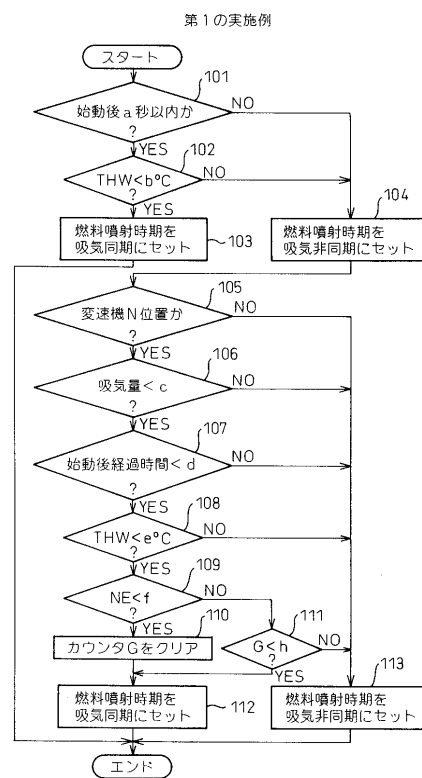 第1の実施例
スタート
101
始動後a秒以内か
?
NO
YES
102
THW<b°C
?
NO
YES
燃料噴射時期を
吸気同期にセット
103
104
燃料噴射時期を
吸気非同期にセット
105
変速機N位置か
?
NO
YES
106
吸気量<c
?
NO
YES
107
始動後経過時間<d
?
NO
YES
108
THW<e°C
?
NO
YES
109
NE<f
?
NO
YES
110
カウンタGをクリア
111
G<h
?
NO
YES
燃料噴射時期を
吸気同期にセット
112
113
燃料噴射時期を
吸気非同期にセット
エンド